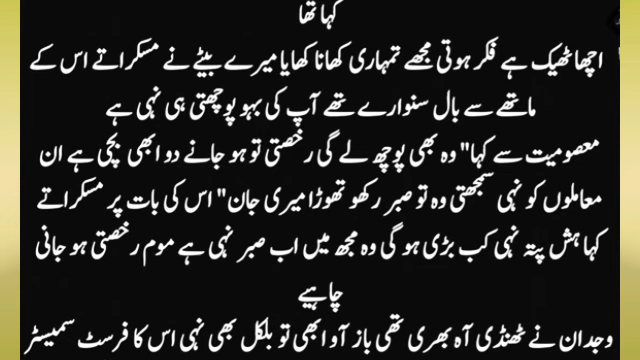 کہا تھا
اچھا ٹھیک ہے فکر ہوتی مجھے تمہاری کھانا کھایا میرے بیٹے نے مسکراتے اس کے
ماتھے سے بال سنوارے تھے آپ کی بہو پوچھتی ہی نہی ہے
معصومیت سے کہا" وہ بھی پوچھ لے گی رخصتی تو ہو جانے دو ابھی بچی ہے ان
معاملوں کو نہی سمجھتی وہ تو صبر رکھو تھوڑا میری جان" اس کی بات پر مسکراتے
کہا ہش پتہ نہی کب بڑی ہو گی وہ مجھ میں اب صبر نہی ہے موم رخصتی ہو جانی
چاہیے
وجدان نے ٹھنڈی آہ بھری تھی باز آو ابھی تو بلکل بھی نہی اس کا فرسٹ سمیسٹر